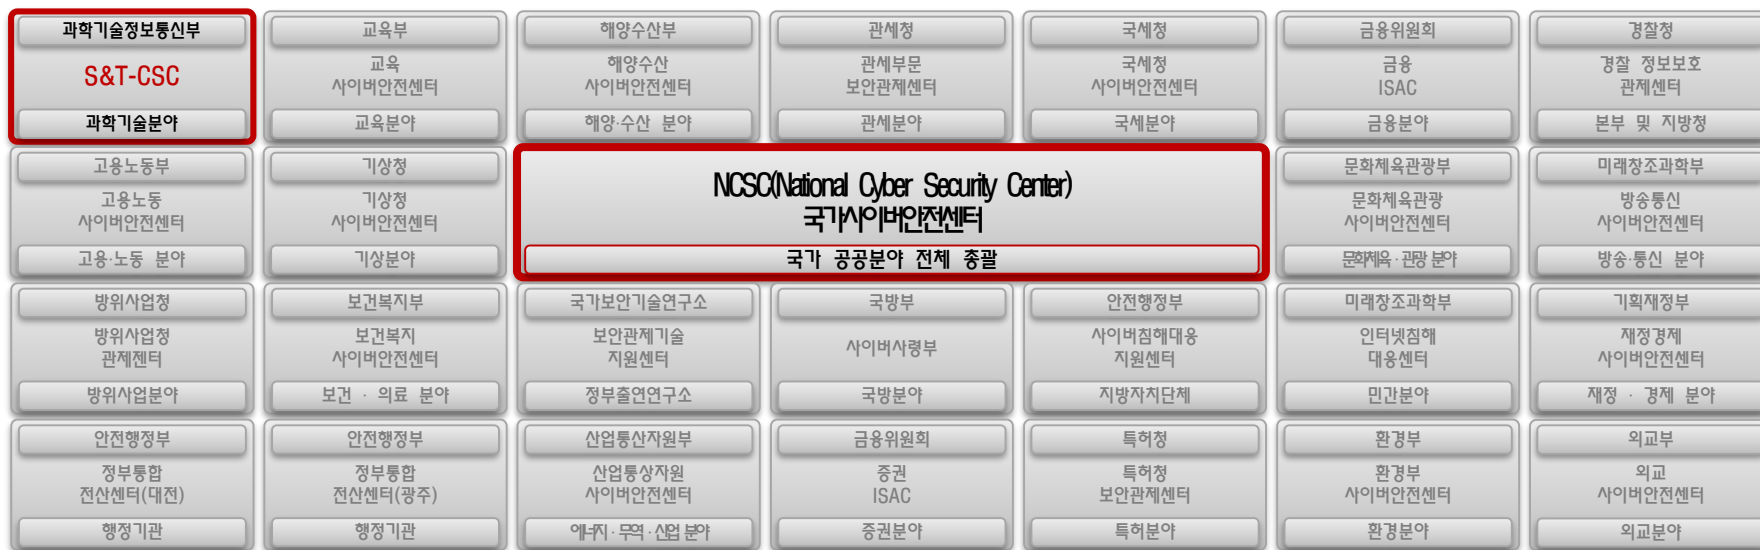 과학기술정보통신부
S&T-CSC
과학기술분야
교육부
교육
사이버안전센터
교육분야
해양수산부
해양수산
사이버안전센터
해양·수산 분야
관세청
관세부문
보안관제센터
관세분야
국세청
국세청
사이버안전센터
국세분야
금융위원회
금융
ISAC
금융분야
경찰청
경찰 정보보호
관제센터
본부 및 지방청
고용노동부
고용노동
사이버안전센터
고용·노동 분야
기상청
기상청
사이버안전센터
기상분야
NCSC(National Cyber Security Center)
국가사이버안전센터
국가 공공분야 전체 총괄
문화체육관광부
문화체육관광
사이버안전센터
문화체육·관광 분야
미래창조과학부
방송통신
사이버안전센터
방송·통신 분야
방위사업청
방위사업청
관제젠터
방위사업분야
보건복지부
보건복지
사이버안전센터
보건 · 의료 분야
국가보안기술연구소
보안관제기술
지원센터
정부출연연구소
국방부
사이버사령부
국방분야
안전행정부
사이버침해대응
지원센터
지방자치단체
미래창조과학부
인터넷침해
대응센터
민간분야
기획재정부
재정경제
사이버안전센터
재정 · 경제 분야
안전행정부
정부통합
전산센터(대전)
행정기관
안전행정부
정부통합
전산센터(광주)
행정기관
산업통산자원부
산업통상자원
사이버안전센터
에너지·무역·산업 분야
금융위원회
증권
ISAC
증권분야
특허청
특허청
보안관제센터
특허분야
환경부
환경부
사이버안전센터
환경분야
외교부
외교
사이버안전센터
외교분야